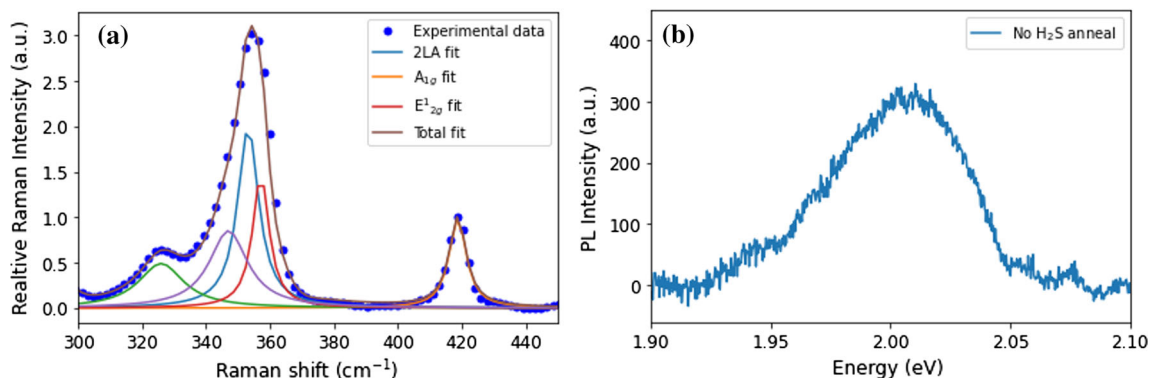 (a)
Experimental data
2LA fit
A1g fit
E12g fit
Total fit
Realtive Raman Intensity (a.u.)
3.0
2.5
2.0
1.5
1.0
0.5
0.0
300 320 340 360 380 400 420 440
Raman shift (cm−1)
(b)
No H2S anneal
PL Intensity (a.u.)
400
300
200
100
0
1.90 1.95 2.00 2.05 2.10
Energy (eV)